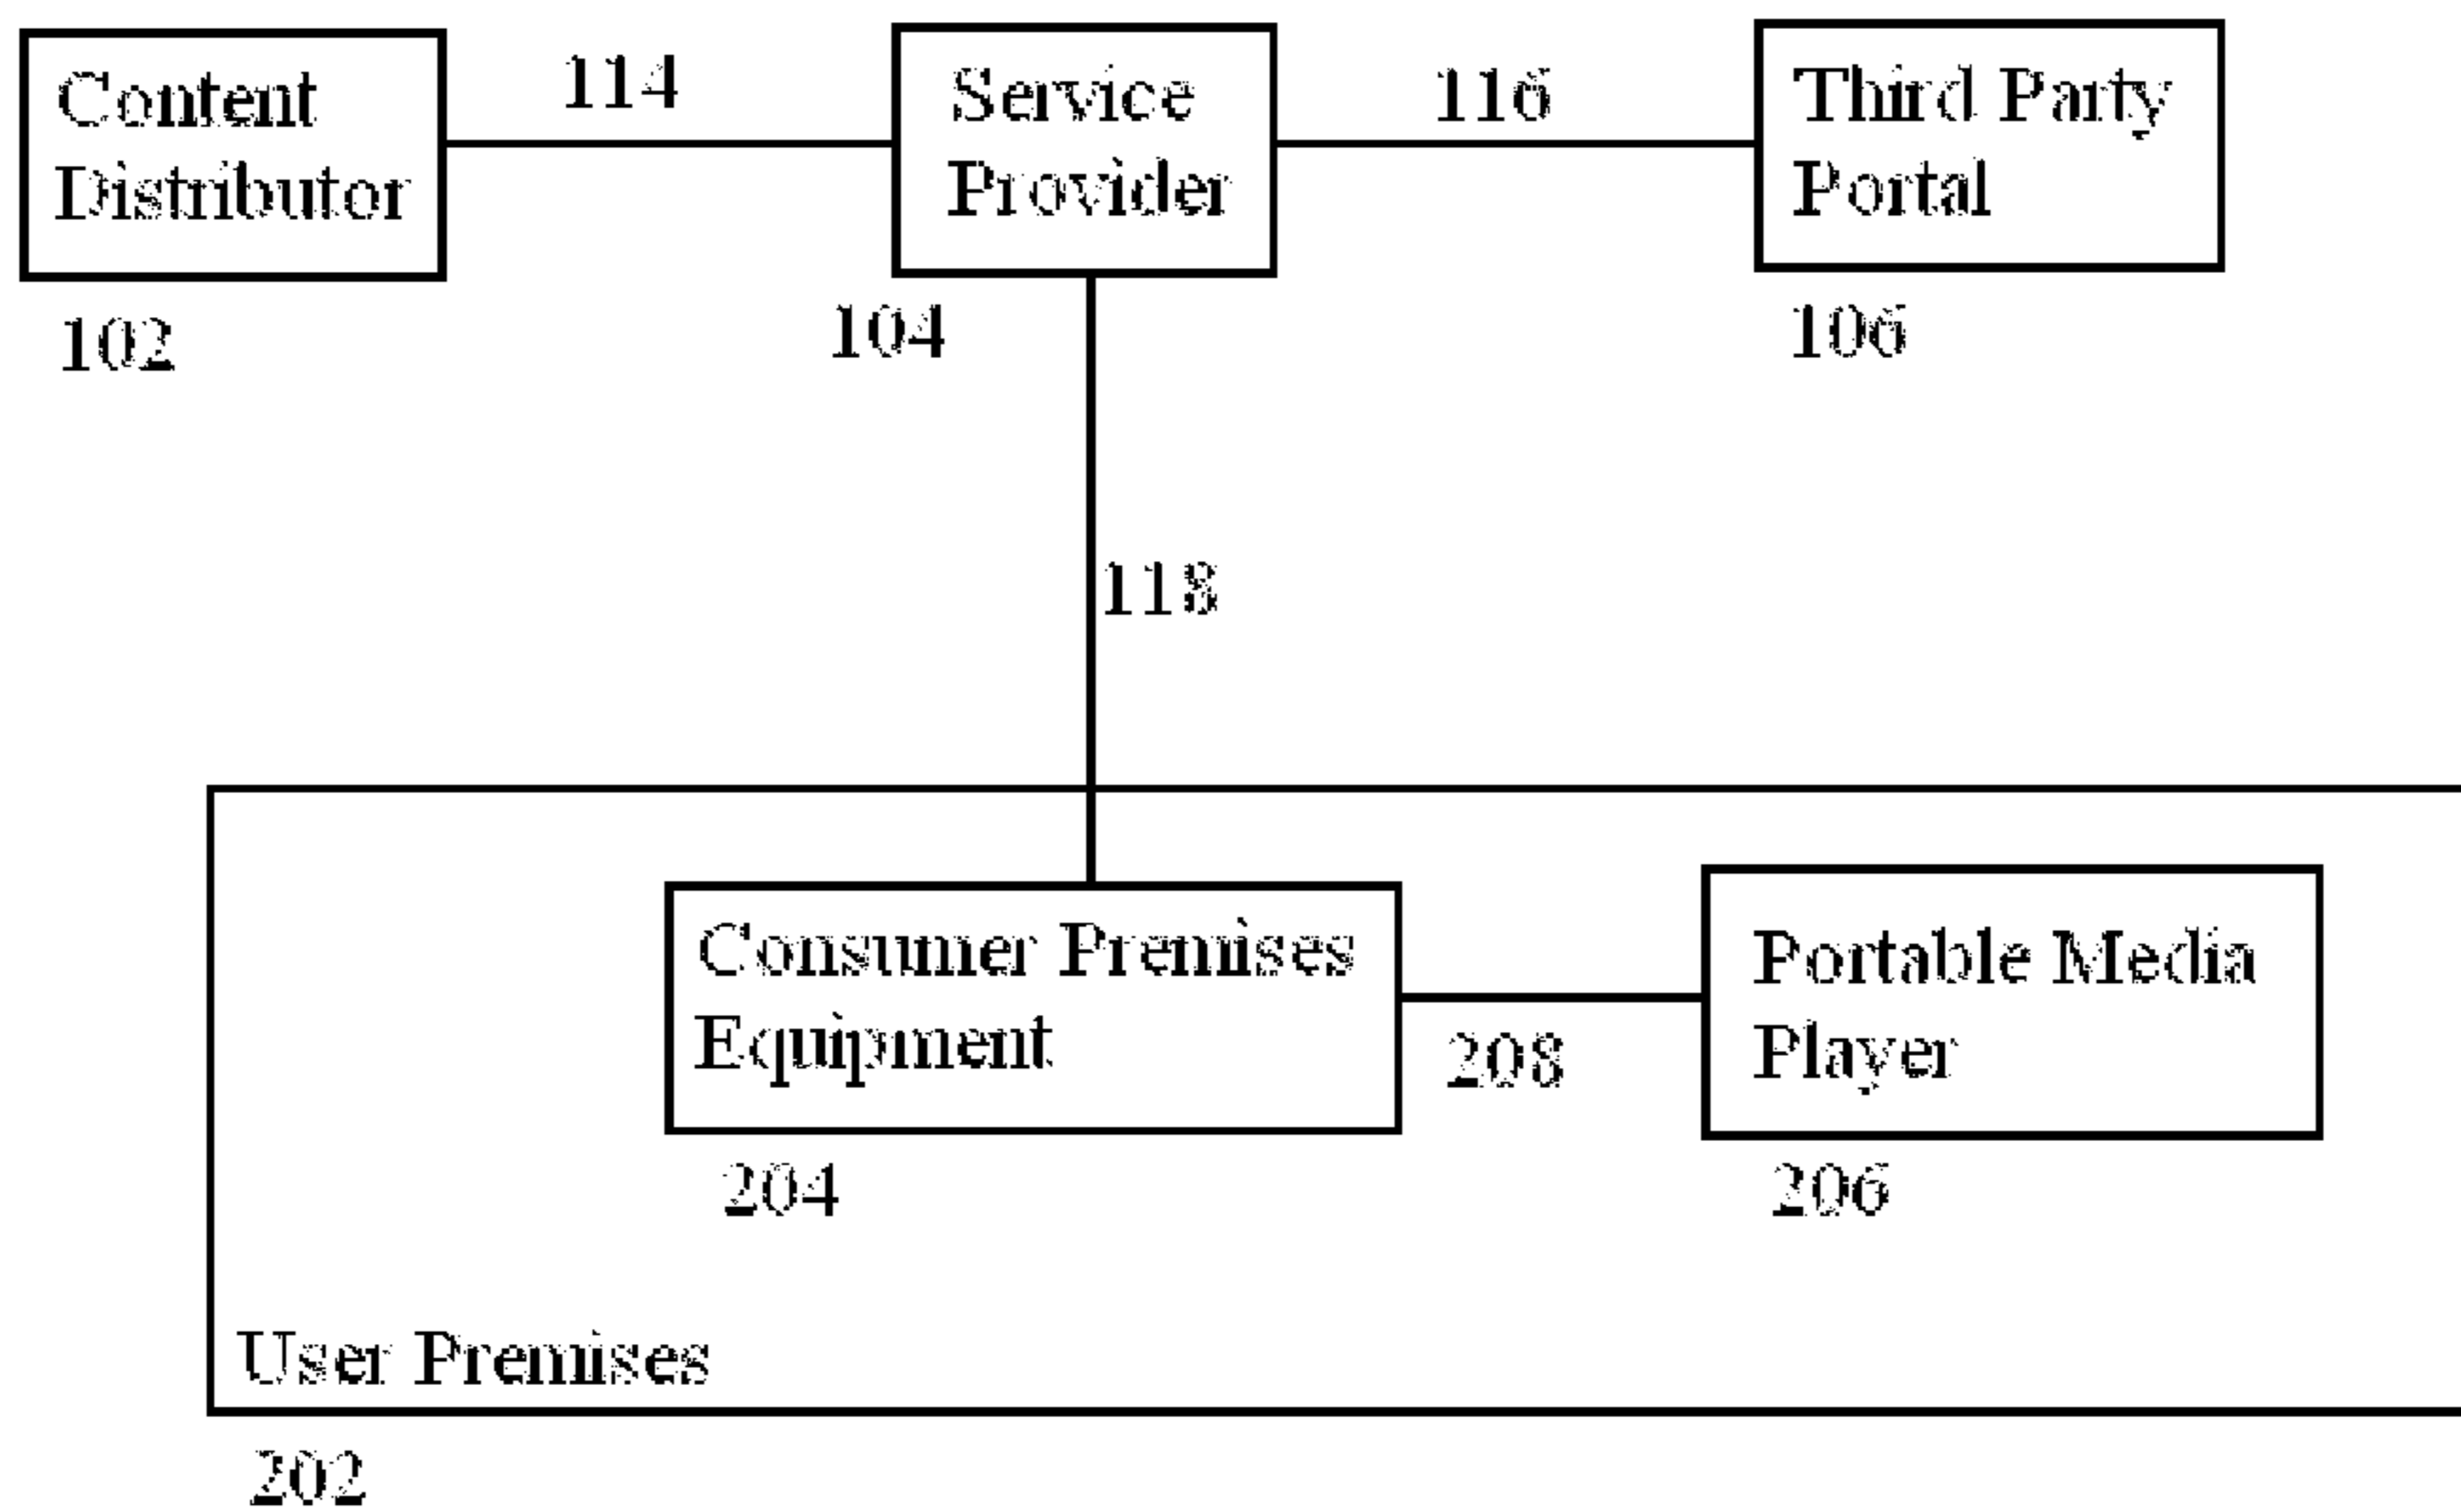 Content
Distributor
102
114
Service
Provider
104
116
Third Party
Portal
106
118
Consumer Premises
Equipment
204
208
Portable Media
Player
206
User Premises
202